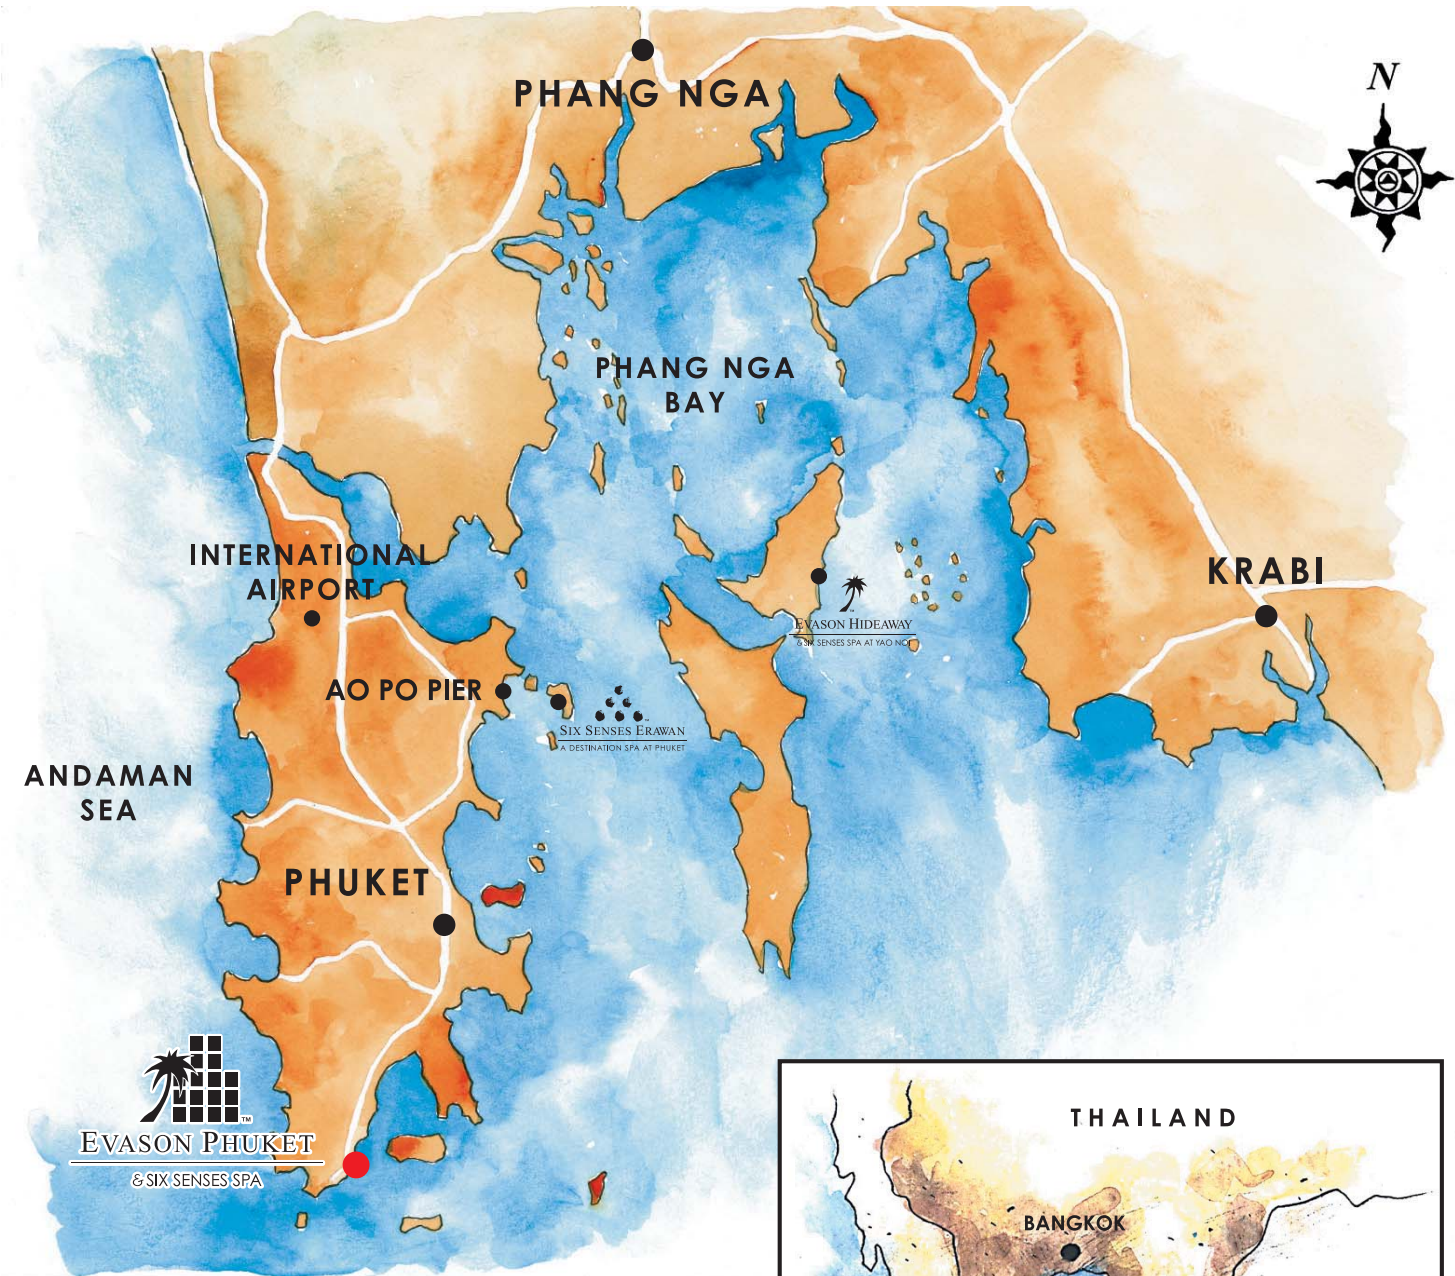 N
PHANG NGA
PHANG NGA
BAY
INTERNATIONAL
AIRPORT
KRABI
EVASON HIDEAWAY
& SIX SENSES SPA AT YAO NOI
AO PO PIER
SIX SENSES ERAWAN
A DESTINATION SPA AT PHUKET
ANDAMAN
SEA
PHUKET
EVASON PHUKET
& SIX SENSES SPA
THAILAND
BANGKOK